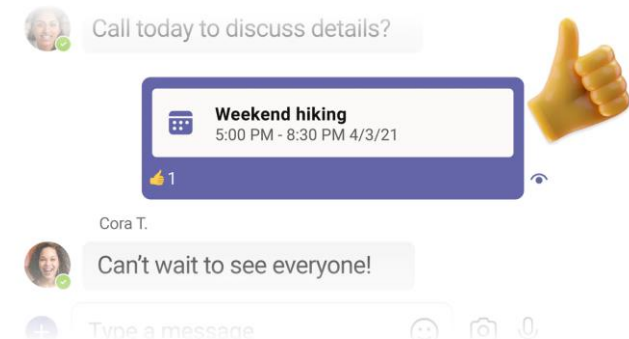 Call today to discuss details?
Weekend hiking
5:00 PM - 8:30 PM 4/3/21
1
Cora T.
Can't wait to see everyone!
Type a message